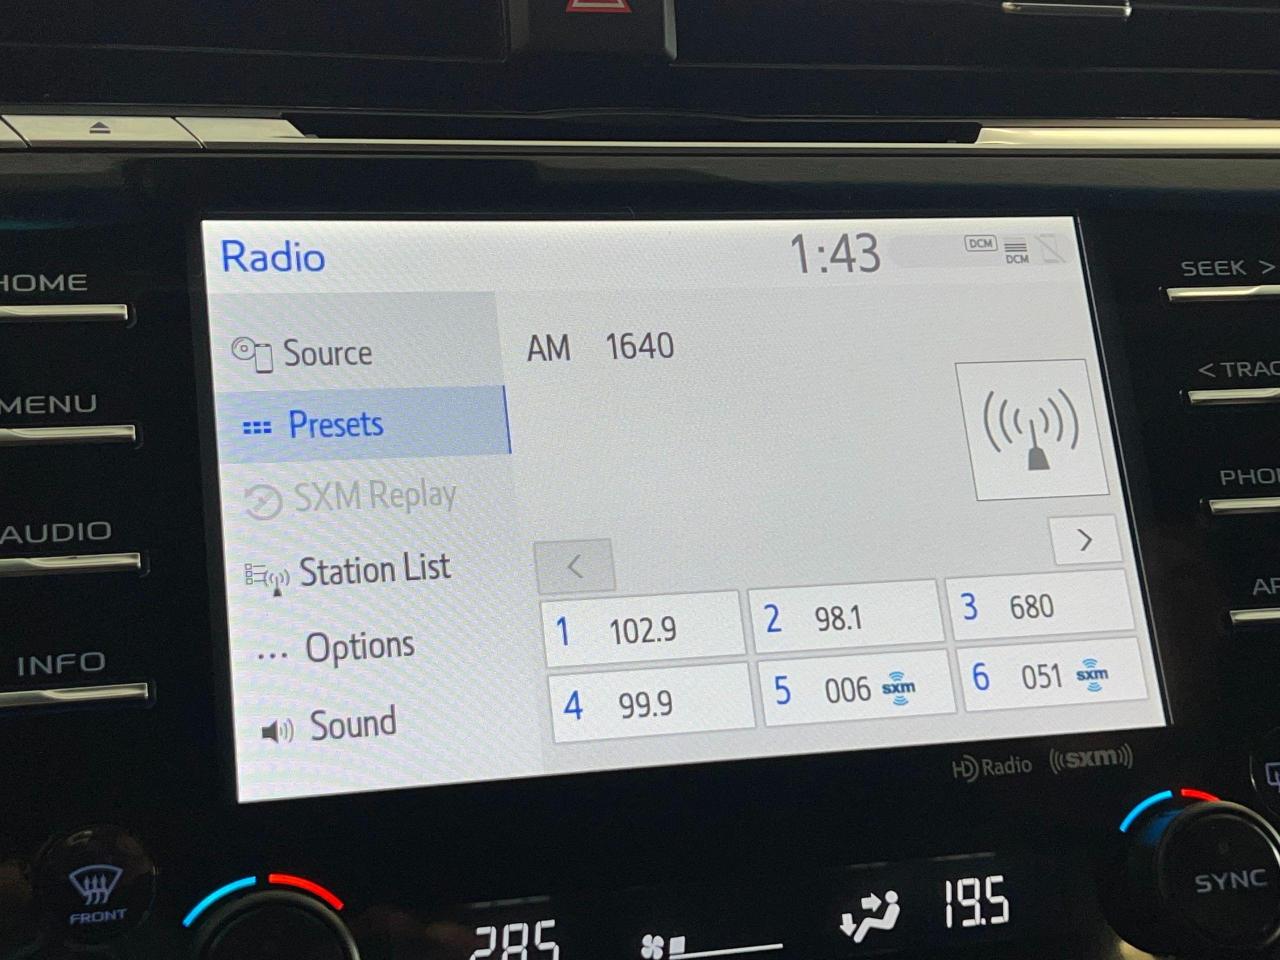 Radio
1:43
DCM
DCM
HOME
MENU
AUDIO
INFO
Source
Presets
SXM Replay
Station List
... Options
Sound
AM 1640
<
>
1 102.9
2 98.1
3 680
4 99.9
5 006 sxm
6 051 sxm
SEEK >
< TRAC
PHO
HD Radio ((sxm))
FRONT
28.5
19.5
SYNC